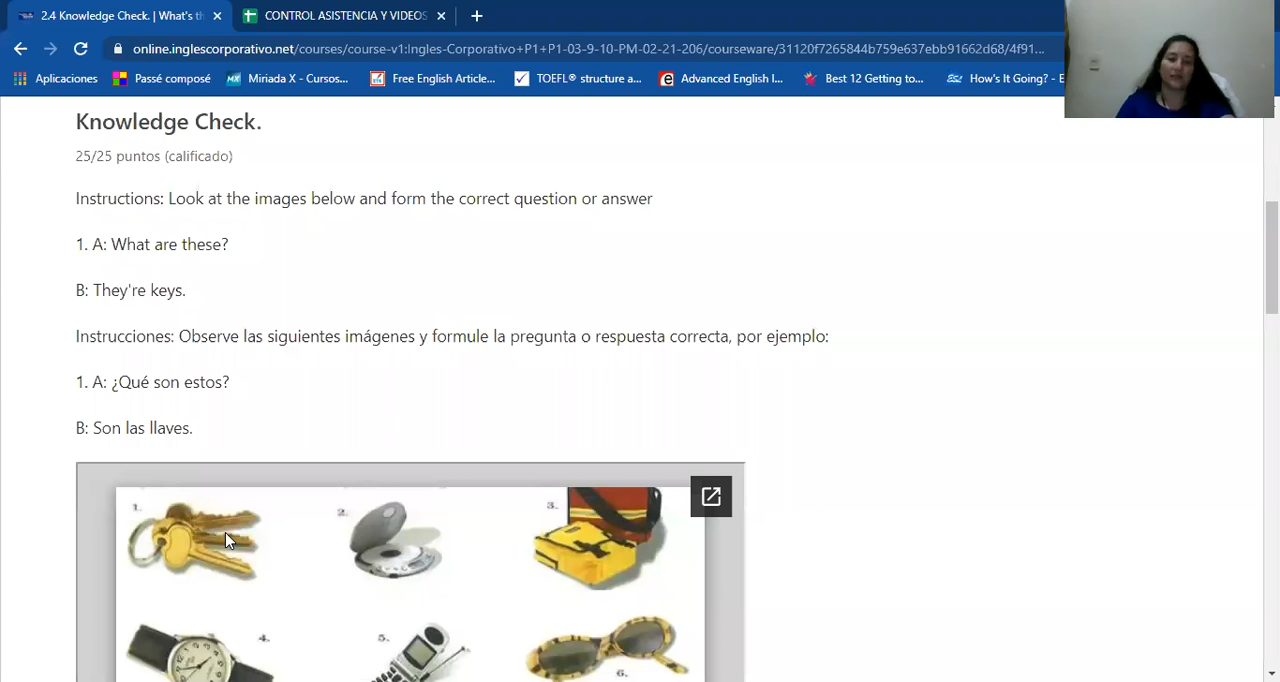 2.4 Knowledge Check. | What's th
CONTROL ASISTENCIA Y VIDEOS
online.inglescorporativo.net/courses/course-v1:Ingles-Corporativo+P1+P1-03-9-10-PM-02-21-206/courseware/31120f7265844b759e637ebb91662d68/4f91...
Aplicaciones
Passé composé
Miriada X - Cursos...
Free English Article...
TOEFL® structure a...
Advanced English l...
Best 12 Getting to...
How's It Going? - E
Knowledge Check.
25/25 puntos (calificado)
Instructions: Look at the images below and form the correct question or answer
1. A: What are these?
B: They're keys.
Instrucciones: Observe las siguientes imágenes y formule la pregunta o respuesta correcta, por ejemplo:
1. A: ¿Qué son estos?
B: Son las llaves.
1.
2.
3.
4.
5.
6.